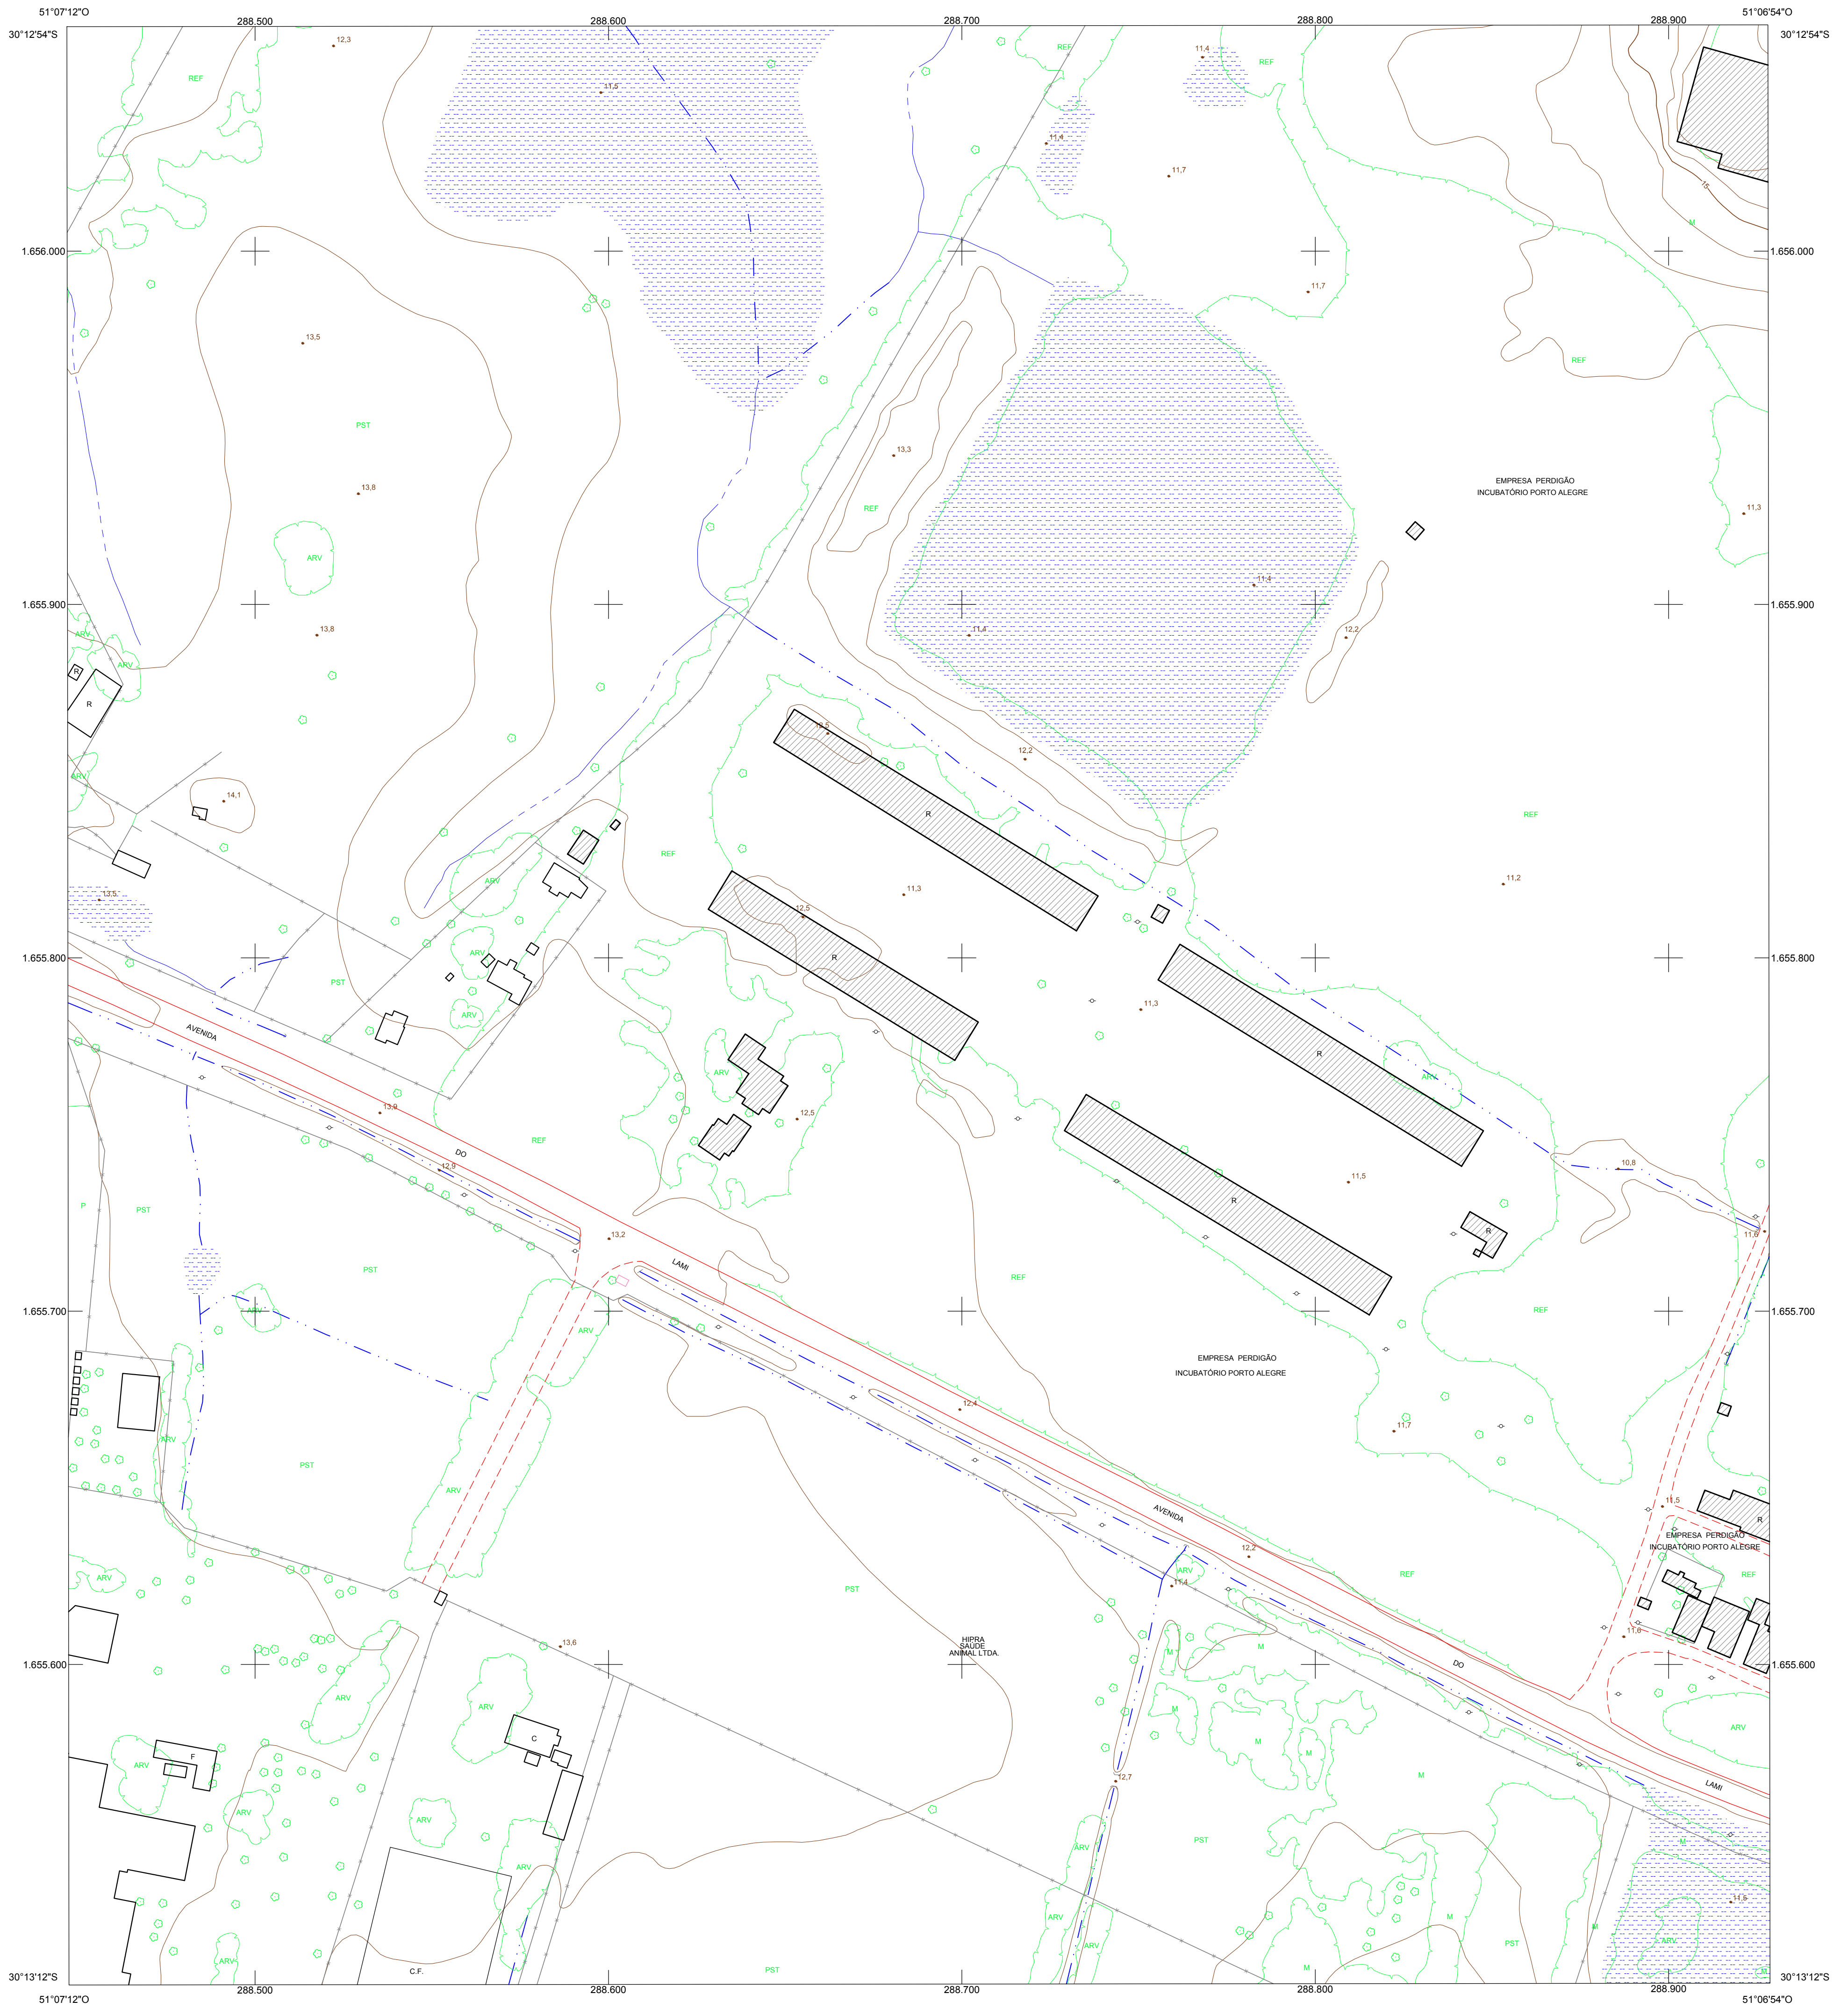 51°07'12"O
288.500
288.600
288.700
288.800
288.900
51°06'54"O
30°12'54"S
30°12'54"S
12,3
REF
11,4
REF
REF
11,5
11,4
11,7
15
M
1.656.000
1.656.000
11,7
13,5
REF
PST
13,3
EMPRESA PERDIGÃO
INCUBATÓRIO PORTO ALEGRE
13,8
REF
11,3
ARV
11,4
1.655.900
1.655.900
ARV
13,8
11,4
12,2
ARV
R
R
12,5
12,2
ARV
14,1
R
REF
REF
ARV
11,3
11,2
13,5
12,5
ARV
R
1.655.800
1.655.800
PST
11,3
ARV
AVENIDA
R
ARV
ARV
13,9
12,5
REF
DO
12,9
10,8
11,5
P
PST
R
R
11,6
13,2
LAMI
PST
REF
1.655.700
ARV
REF
1.655.700
ARV
EMPRESA PERDIGÃO
INCUBATÓRIO PORTO ALEGRE
12,4
11,7
ARV
PST
ARV
11,5
AVENIDA
R
EMPRESA PERDIGÃO
INCUBATÓRIO PORTO ALEGRE
12,2
ARV
11,4
REF
REF
ARV
PST
11,6
HIPRA
SAÚDE
ANIMAL LTDA.
13,6
M
M
1.655.600
DO
1.655.600
ARV
ARV
M
ARV
C
M
M
F
ARV
M
12,7
LAMI
ARV
ARV
PST
M
ARV
ARV
11,5
ARV
M
M
ARV
ARV
PST
ARV
C.F.
PST
M
M
30°13'12"S
30°13'12"S
51°07'12"O
288.500
288.600
288.700
288.800
288.900
51°06'54"O